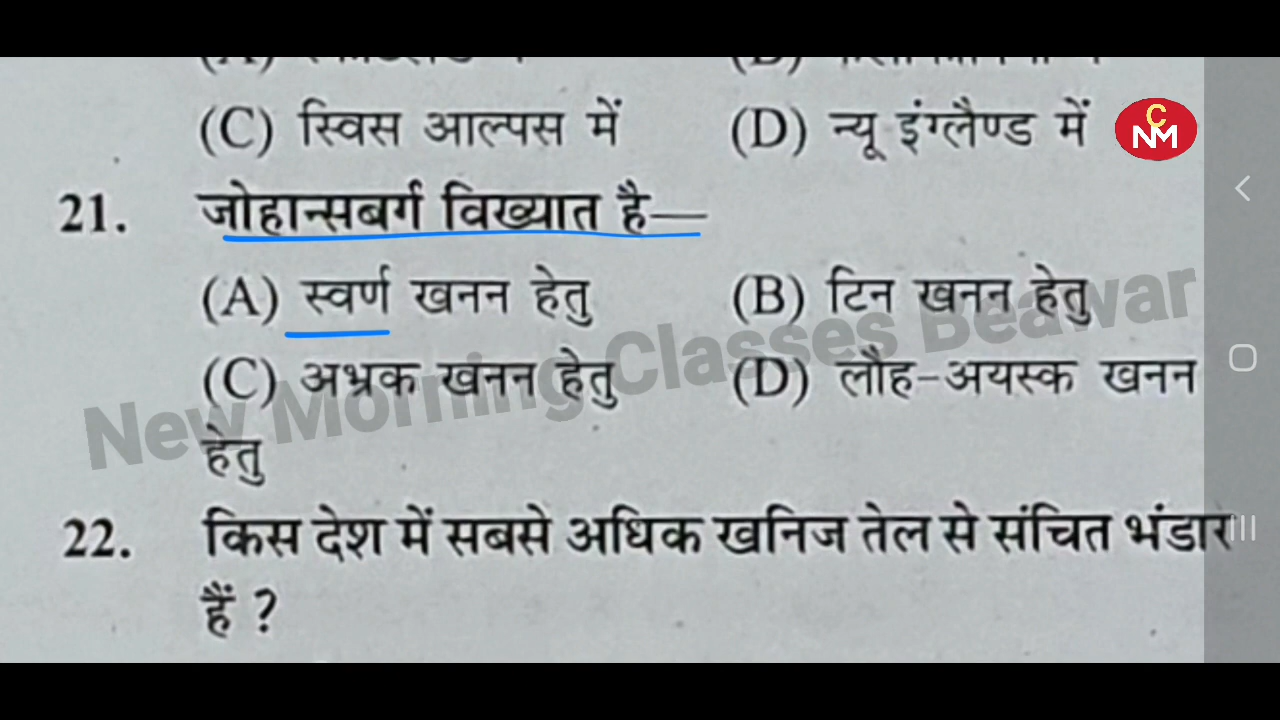 (C) स्विस आल्पस में (D) न्यू इंग्लैण्ड में
CNM
21. जोहान्सबर्ग विख्यात है—
(A) स्वर्ण खनन हेतु (B) टिन खनन हेतु
(C) अभ्रक खनन हेतु (D) लौह-अयस्क खनन
हेतु
New Morning Classes Beawar
22. किस देश में सबसे अधिक खनिज तेल से संचित भंडार
हैं ?